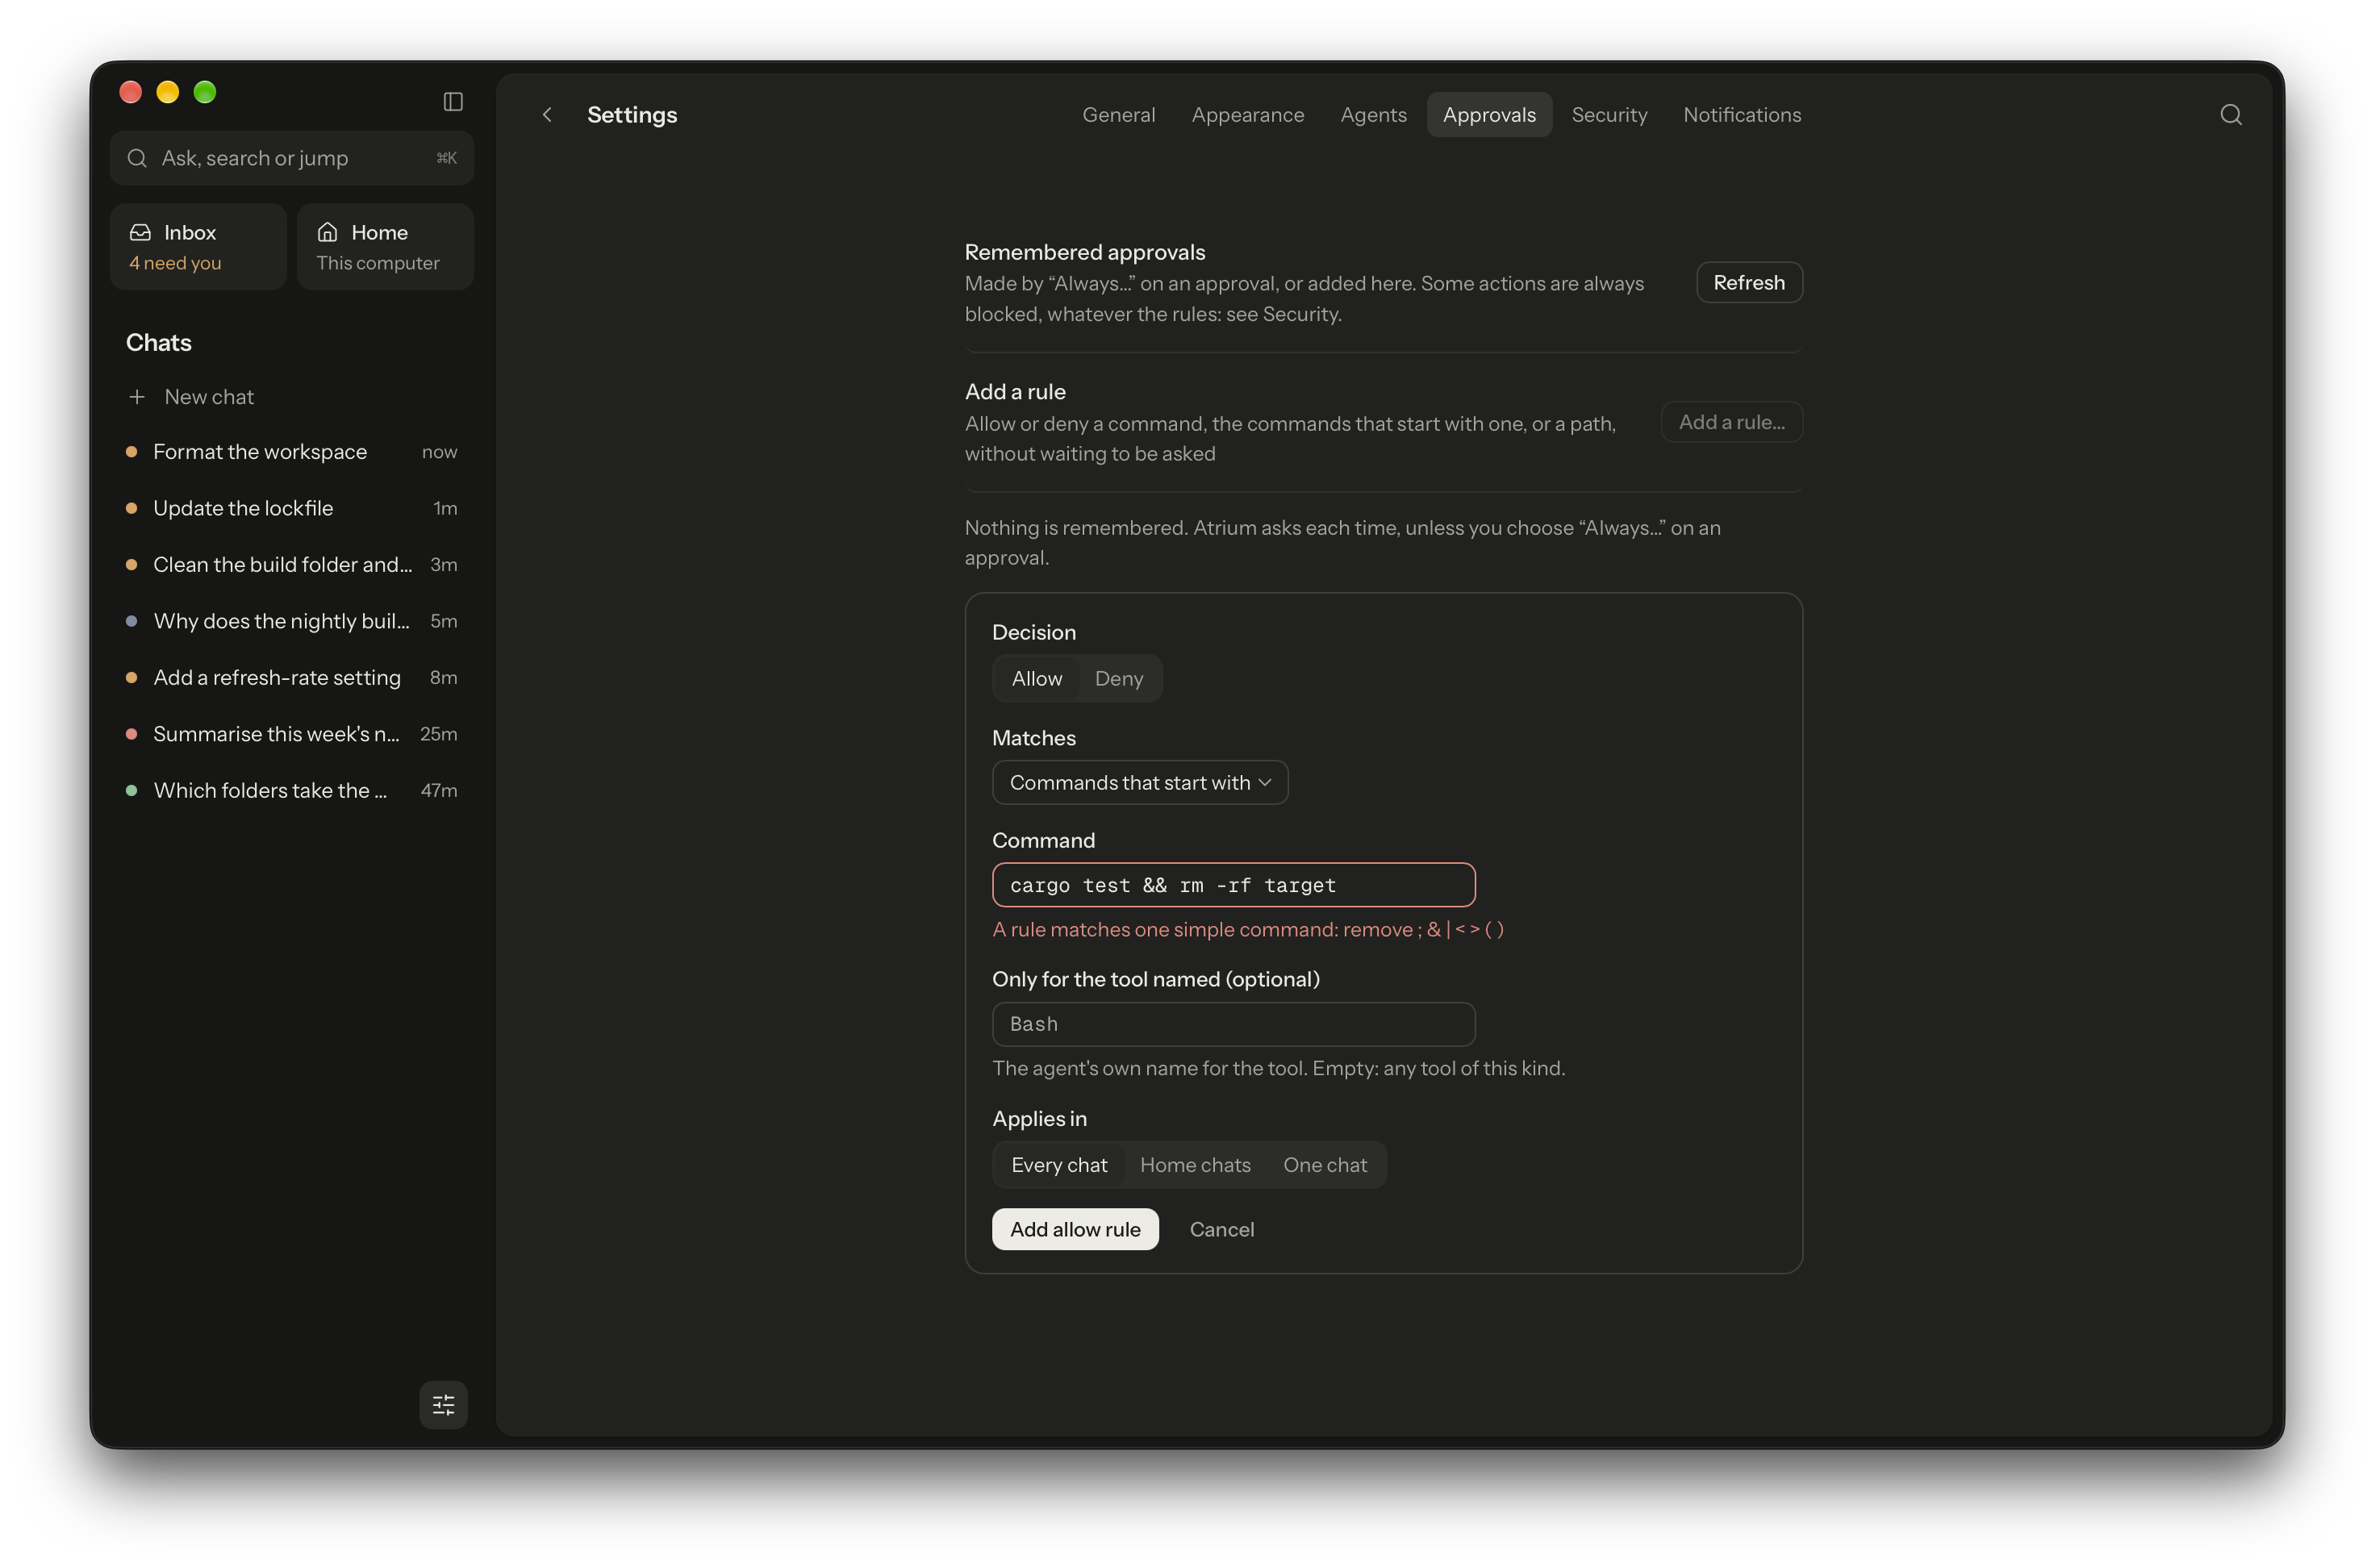 Ask, search or jump ⌘K
Inbox
4 need you
Home
This computer
Chats
New chat
Format the workspace now
Update the lockfile 1m
Clean the build folder and... 3m
Why does the nightly buil... 5m
Add a refresh-rate setting 8m
Summarise this week's n... 25m
Which folders take the ... 47m
Settings
General Appearance Agents Approvals Security Notifications
Remembered approvals
Made by “Always...” on an approval, or added here. Some actions are always
blocked, whatever the rules: see Security.
Refresh
Add a rule
Allow or deny a command, the commands that start with one, or a path,
without waiting to be asked
Add a rule...
Nothing is remembered. Atrium asks each time, unless you choose “Always...” on an
approval.
Decision
Allow Deny
Matches
Commands that start with
Command
cargo test && rm -rf target
A rule matches one simple command: remove ; & | < > ( )
Only for the tool named (optional)
Bash
The agent's own name for the tool. Empty: any tool of this kind.
Applies in
Every chat Home chats One chat
Add allow rule Cancel